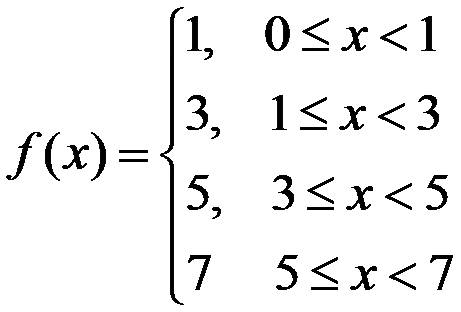 1, 0 ≤ x < 1
3, 1 ≤ x < 3
f(x) =
5, 3 ≤ x < 5
7 5 ≤ x < 7